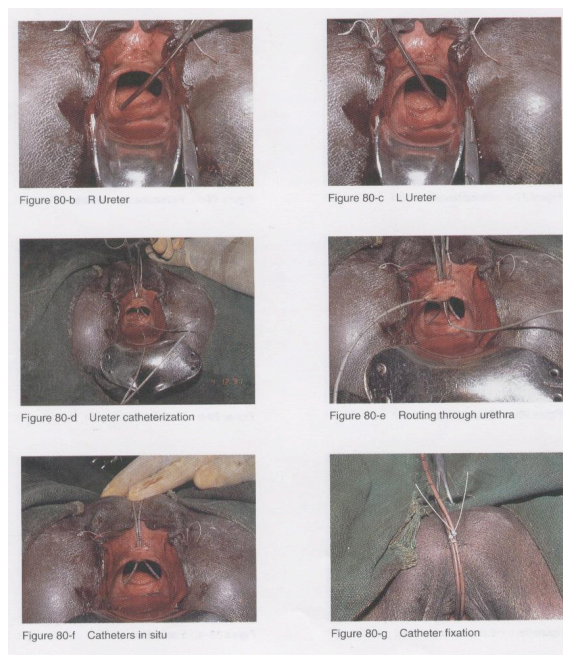 Figure 80-b R Ureter
Figure 80-c L Ureter
Figure 80-d Ureter catheterization
Figure 80-e Routing through urethra
Figure 80-f Catheters in situ
Figure 80-g Catheter fixation